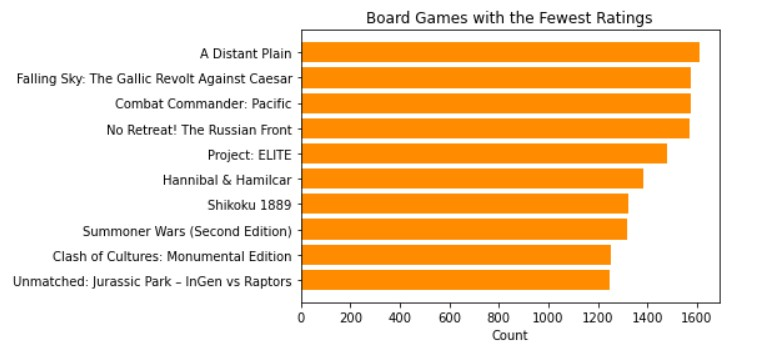 Board Games with the Fewest Ratings
A Distant Plain
Falling Sky: The Gallic Revolt Against Caesar
Combat Commander: Pacific
No Retreat! The Russian Front
Project: ELITE
Hannibal & Hamilcar
Shikoku 1889
Summoner Wars (Second Edition)
Clash of Cultures: Monumental Edition
Unmatched: Jurassic Park – InGen vs Raptors
0 200 400 600 800 1000 1200 1400 1600
Count